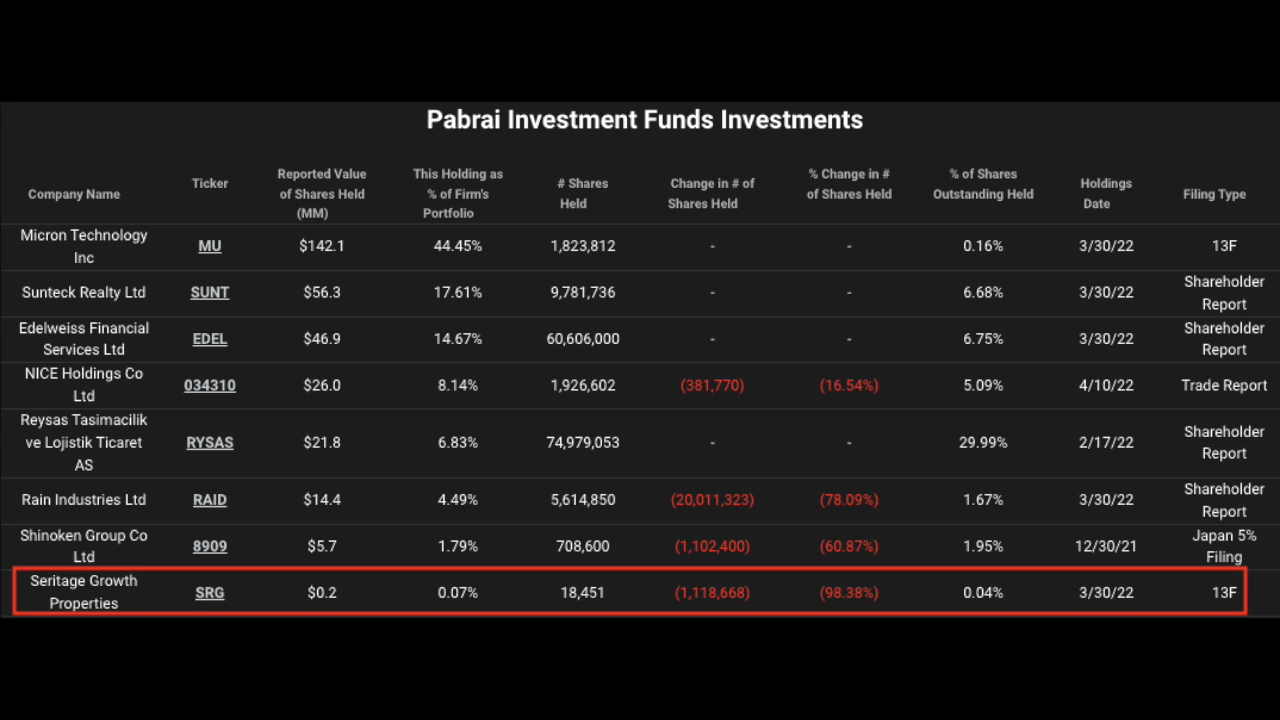 Pabrai Investment Funds Investments
Company Name Ticker Reported Value of Shares Held (MM) This Holding as % of Firm's Portfolio # Shares Held Change in # of Shares Held % Change in # of Shares Held % of Shares Outstanding Held Holdings Date Filing Type
Micron Technology Inc MU $142.1 44.45% 1,823,812 - - 0.16% 3/30/22 13F
Sunteck Realty Ltd SUNT $56.3 17.61% 9,781,736 - - 6.68% 3/30/22 Shareholder Report
Edelweiss Financial Services Ltd EDEL $46.9 14.67% 60,606,000 - - 6.75% 3/30/22 Shareholder Report
NICE Holdings Co Ltd 034310 $26.0 8.14% 1,926,602 (381,770) (16.54%) 5.09% 4/10/22 Trade Report
Reysas Tasimacilik ve Lojistik Ticaret AS RYSAS $21.8 6.83% 74,979,053 - - 29.99% 2/17/22 Shareholder Report
Rain Industries Ltd RAID $14.4 4.49% 5,614,850 (20,011,323) (78.09%) 1.67% 3/30/22 Shareholder Report
Shinoken Group Co Ltd 8909 $5.7 1.79% 708,600 (1,102,400) (60.87%) 1.95% 12/30/21 Japan 5% Filing
Seritage Growth Properties SRG $0.2 0.07% 18,451 (1,118,668) (98.38%) 0.04% 3/30/22 13F